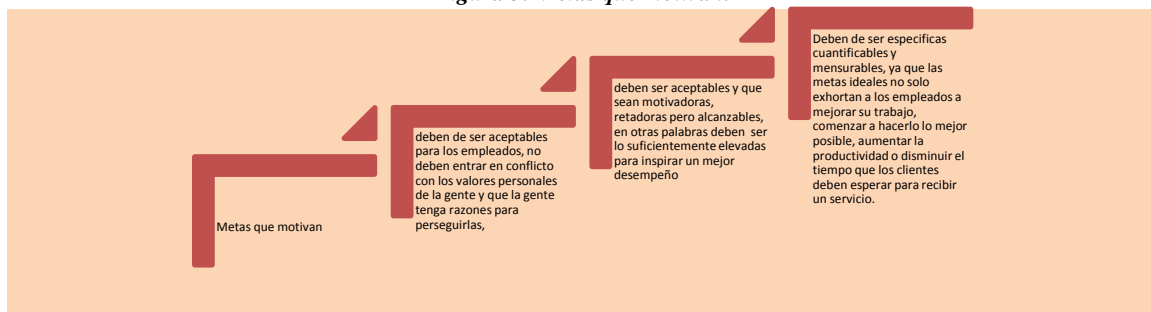 Metas que motivan
deben de ser aceptables
para los empleados, no
deben entrar en conflicto
con los valores personales
de la gente y que la gente
tenga razones para
perseguirlas,
deben ser aceptables y que
sean motivadoras,
retadoras pero alcanzables,
en otras palabras deben ser
lo suficientemente elevadas
para inspirar un mejor
desempeño
Deben de ser especificas
cuantificables y
mensurables, ya que las
metas ideales no solo
exhortan a los empleados a
mejorar su trabajo,
comenzar a hacerlo lo mejor
posible, aumentar la
productividad o disminuir el
tiempo que los clientes
deben esperar para recibir
un servicio.